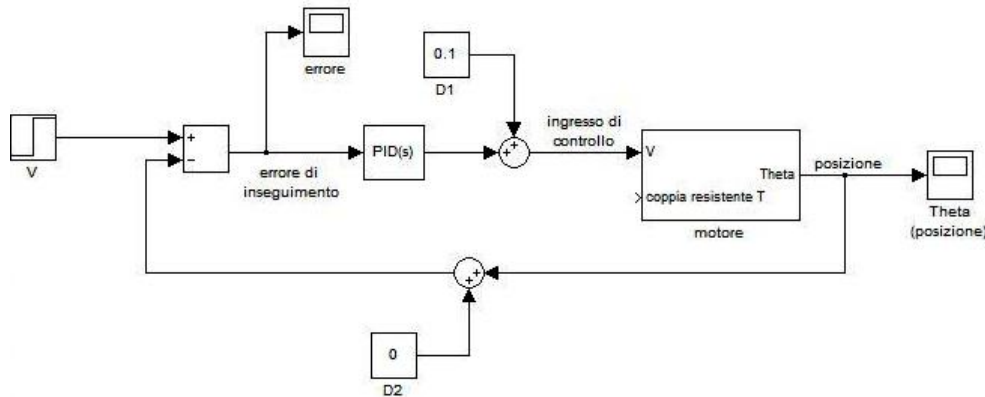 errore
0.1
D1
V
+
−
errore di
inseguimento
PID(s)
+
+
ingresso di
controllo
V
Theta
coppia resistente T
motore
posizione
Theta
(posizione)
+
+
0
D2